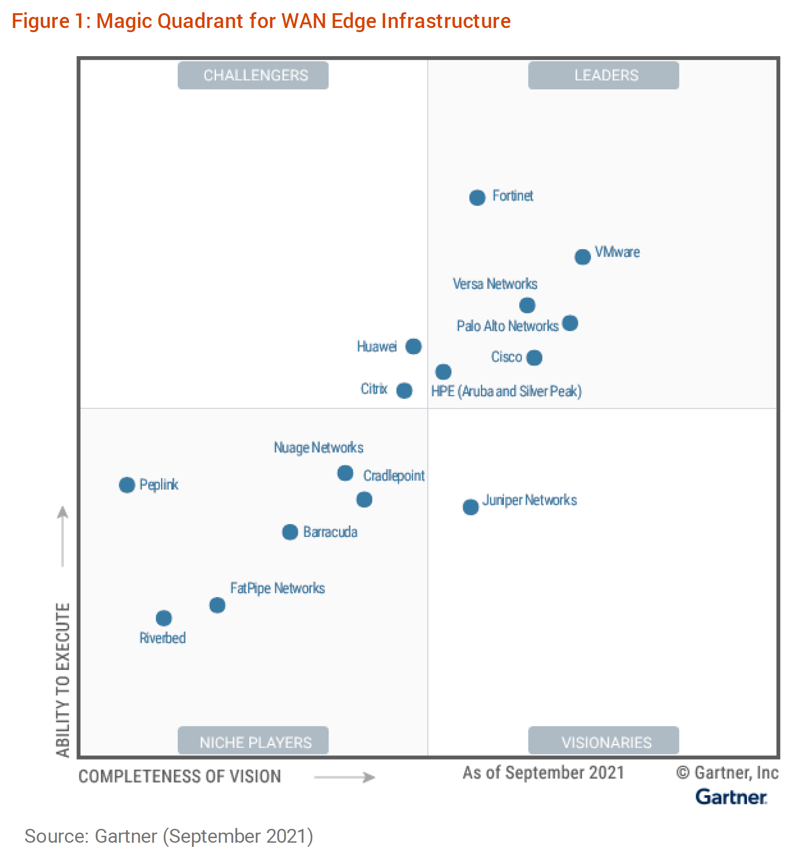 Figure 1: Magic Quadrant for WAN Edge Infrastructure
CHALLENGERS
LEADERS
Fortinet
VMware
Versa Networks
Palo Alto Networks
Huawei
Cisco
Citrix
HPE (Aruba and Silver Peak)
Nuage Networks
Cradlepoint
Peplink
Juniper Networks
Barracuda
FatPipe Networks
Riverbed
ABILITY TO EXECUTE
NICHE PLAYERS
VISIONARIES
COMPLETENESS OF VISION
As of September 2021
© Gartner, Inc
Gartner.
Source: Gartner (September 2021)